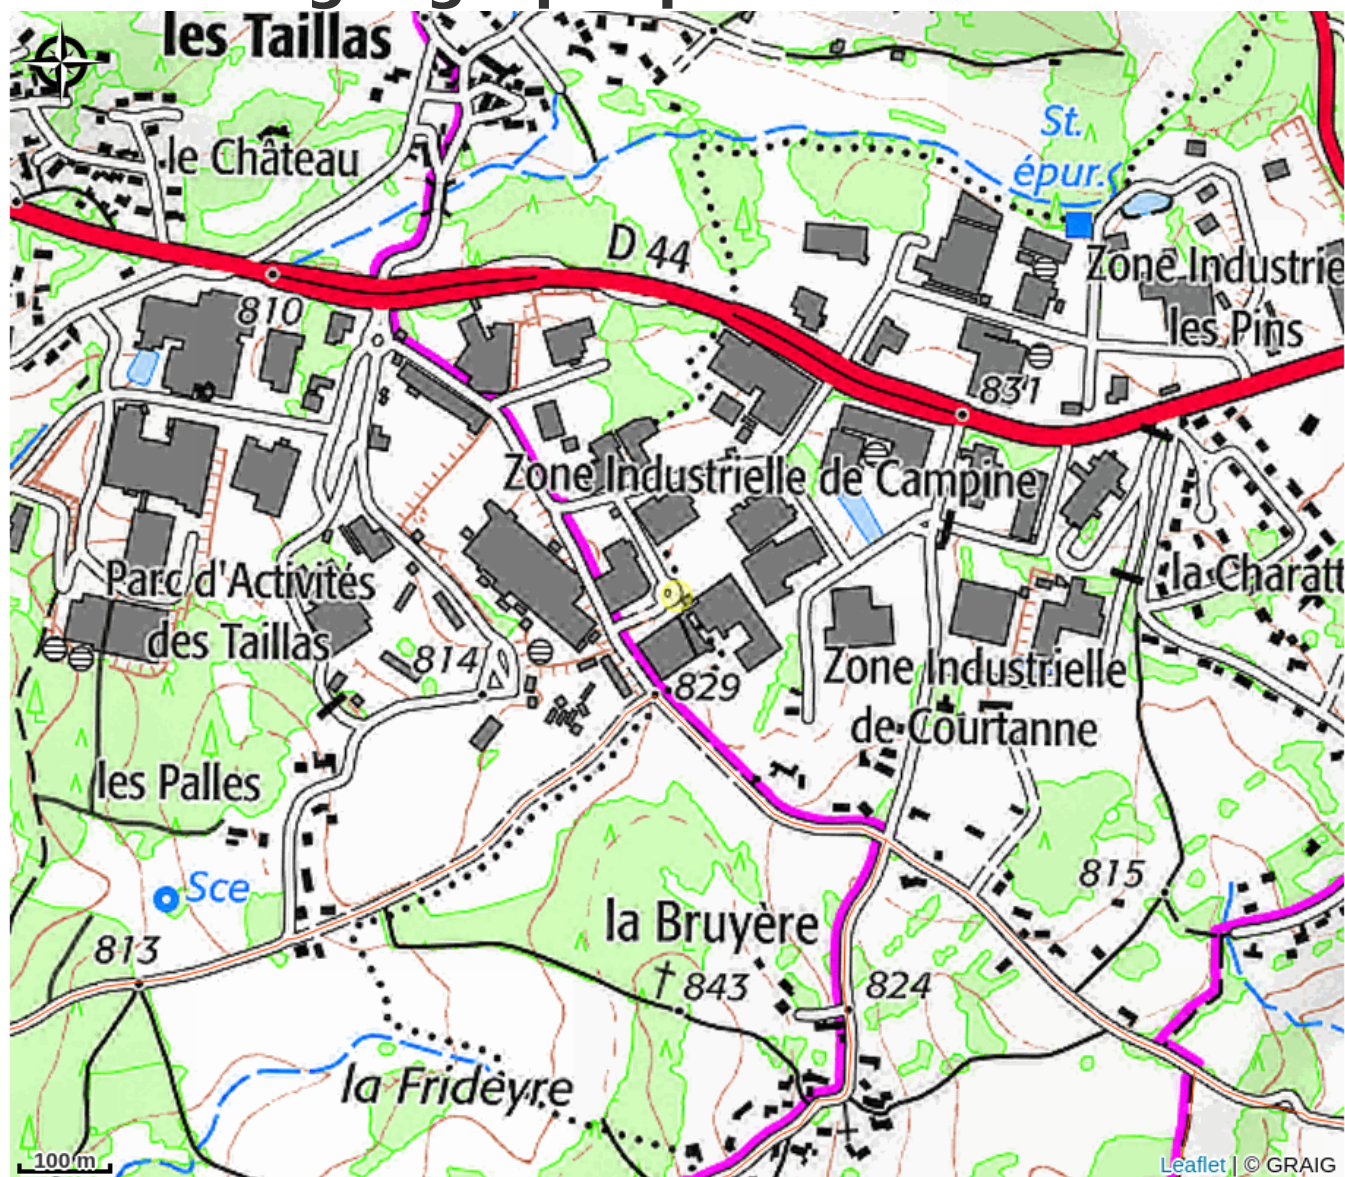 les Taillas
le Château
St.
épur.
D 44
Zone Industrie
les Pins
810
831
Zone Industrielle de Campine
Parc d'Activités
des Taillas
la Charatt
814
829
Zone Industrielle
de Courtanne
les Palles
Sce
815
813
la Bruyère
843
824
la Frideyre
100 m
Leaflet | © GRAIG